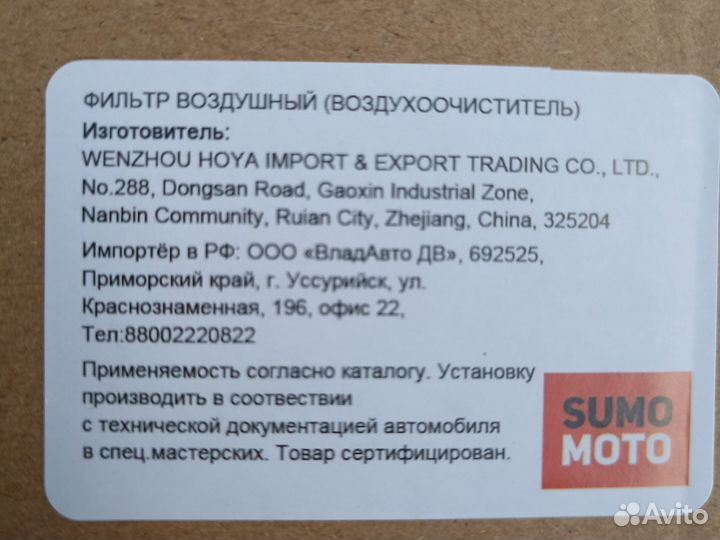 ФИЛЬТР ВОЗДУШНЫЙ (ВОЗДУХООЧИСТИТЕЛЬ)
Изготовитель:
WENZHOU HOYA IMPORT & EXPORT TRADING CO., LTD.,
No.288, Dongsan Road, Gaoxin Industrial Zone,
Nanbin Community, Ruian City, Zhejiang, China, 325204
Импортёр в РФ: ООО «ВладАвто ДВ», 692525,
Приморский край, г. Уссурийск, ул.
Краснознаменная, 196, офис 22,
Тел:88002220822
Применяемость согласно каталогу. Установку
производить в соотвествии
с технической документацией автомобиля
в спец.мастерских. Товар сертифицирован.
SUMO
MOTO
Avito